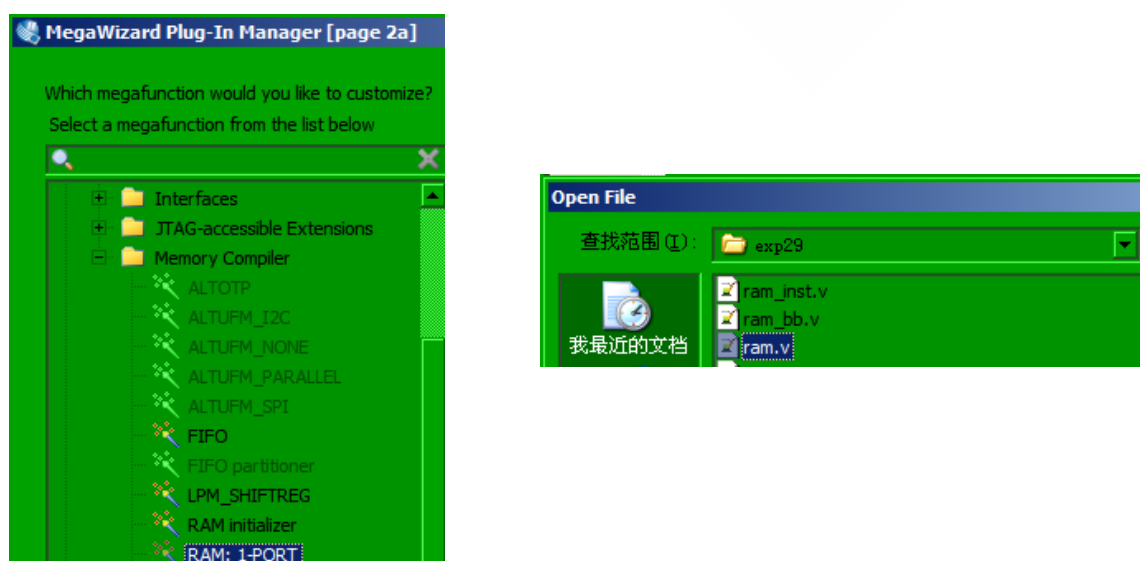 MegaWizard Plug-In Manager [page 2a]
Which megafunction would you like to customize?
Select a megafunction from the list below
Interfaces
JTAG-accessible Extensions
Memory Compiler
ALTOTP
ALTUFM_I2C
ALTUFM_NONE
ALTUFM_PARALLEL
ALTUFM_SPI
FIFO
FIFO partitioner
LPM_SHIFTREG
RAM initializer
RAM: 1-PORT
Open File
查找范围(I): exp29
ram_inst.v
ram_bb.v
我最近的文档 ram.v